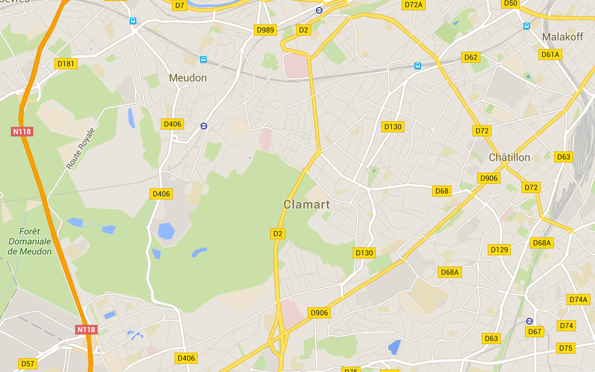 D7
D72A
D50
D989
D2
Malakoff
D181
D62
D61A
Meudon
N118
D406
D130
D72
Route Royale
Châtillon
D63
D906
D406
D68
D72
Clamart
D2
Forêt
Domaniale
de Meudon
D130
D129
D68A
D68A
D74A
D906
N118
D74
D67
D63
D75
D406
D57